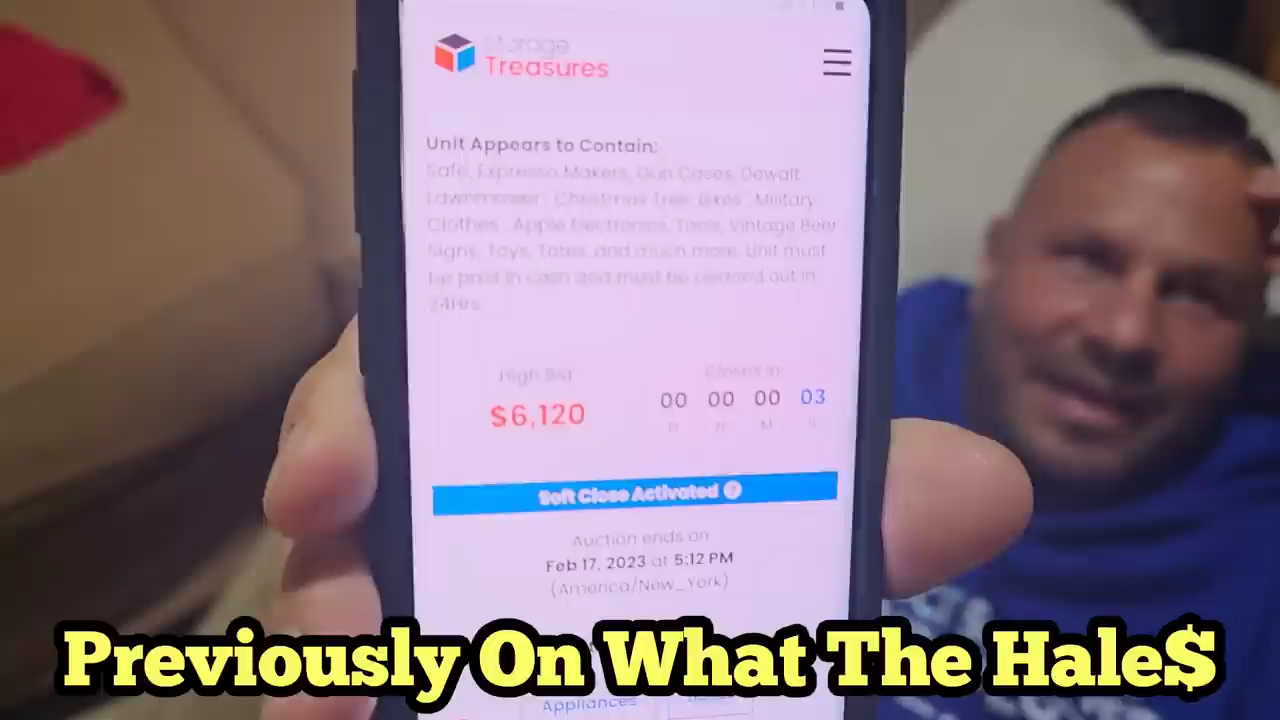 Storage
Treasures
Unit Appears to Contain:
Safe, Expresso Makers, Gun Cases, Dewalt
Lawnmower, Christmas Tree, Bikes, Military
Clothes, Apple Electronics, Tools, Vintage Beer
Signs, Toys, Totes, and much more. Unit must
be paid in cash and must be cleaned out in
24Hrs.
High Bid
Closes in
$6,120
00 00 00 03
D H M S
Soft Close Activated ?
Auction ends on
Feb 17, 2023 at 5:12 PM
(America/New_York)
Previously On What The Hale$
Appliances